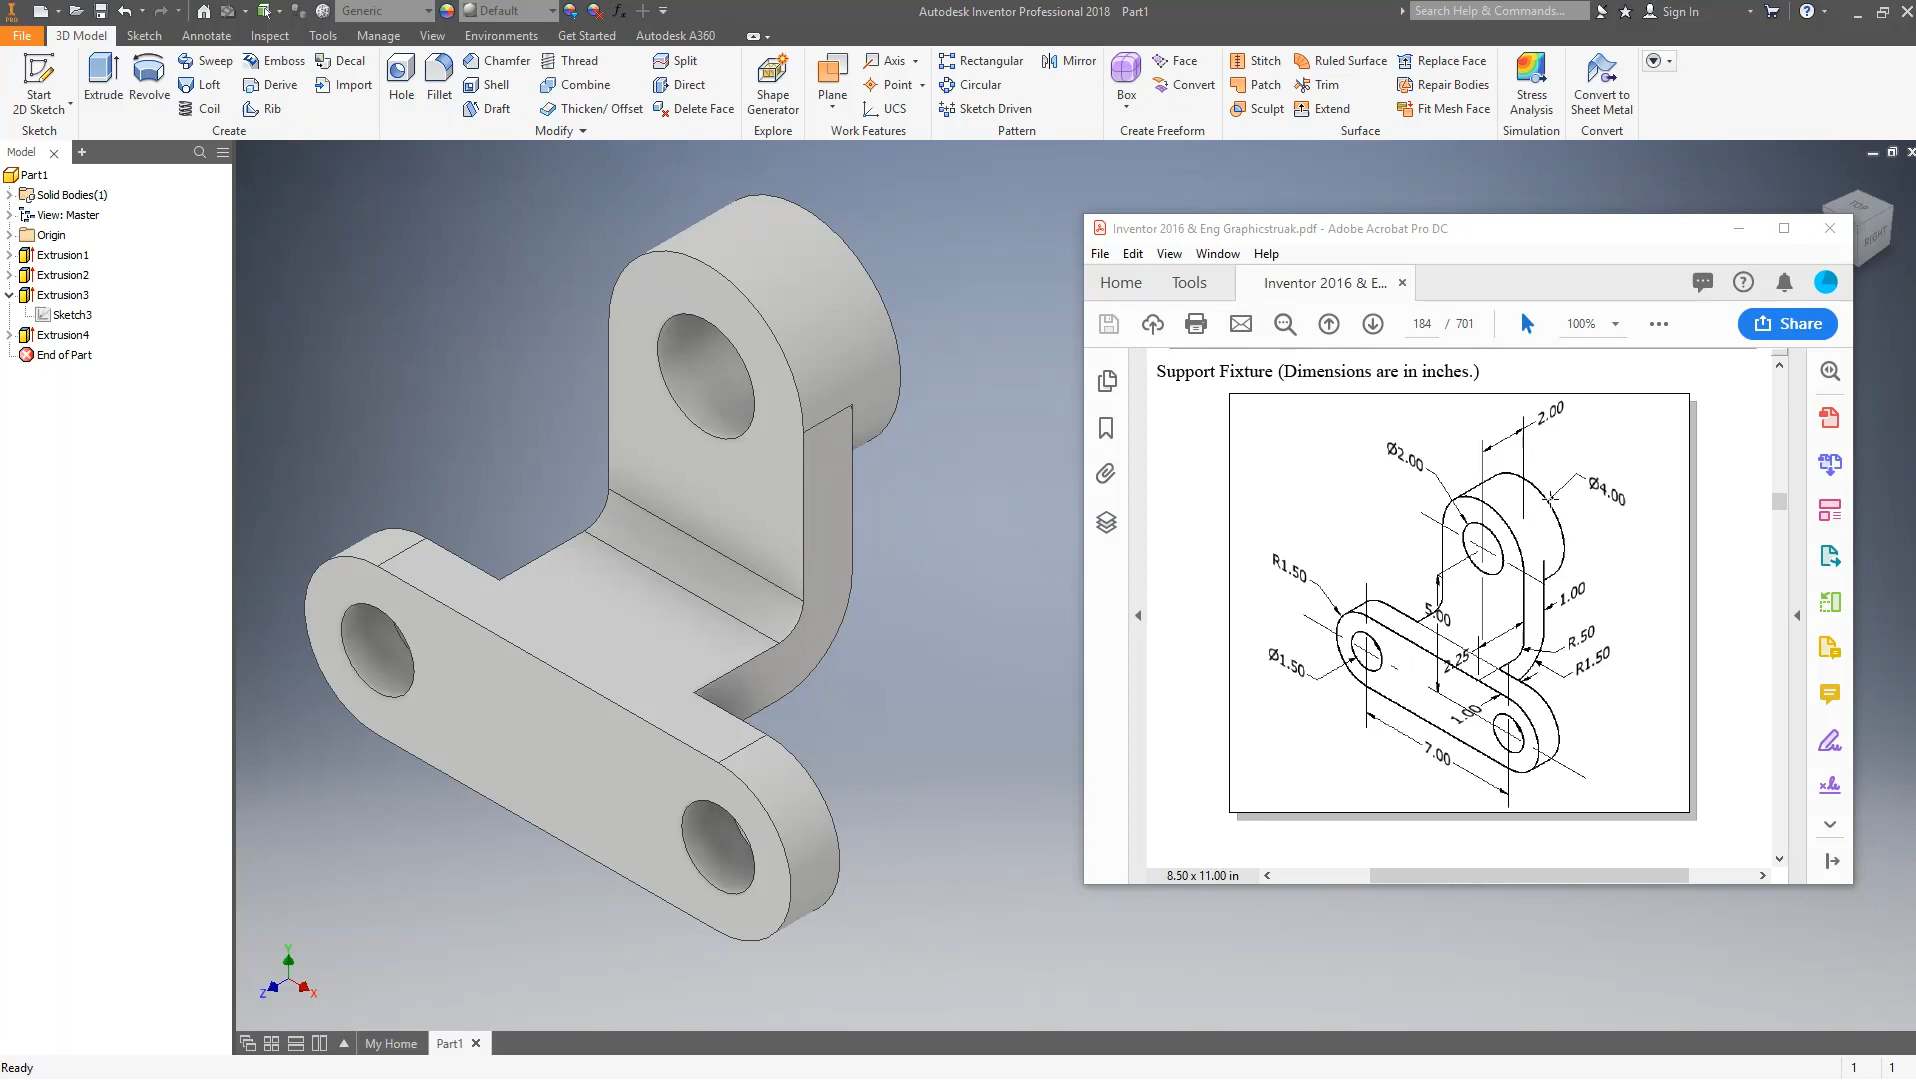 PRO
Generic
Default
Autodesk Inventor Professional 2018 Part1
Search Help & Commands...
Sign In
File 3D Model Sketch Annotate Inspect Tools Manage View Environments Get Started Autodesk A360
Start
2D Sketch
Extrude
Revolve
Sweep
Loft
Coil
Emboss
Derive
Rib
Decal
Import
Hole
Fillet
Chamfer
Shell
Draft
Thread
Combine
Thicken/ Offset
Split
Direct
Delete Face
Shape
Generator
Plane
Axis
Point
UCS
Rectangular
Circular
Sketch Driven
Mirror
Box
Face
Convert
Stitch
Patch
Sculpt
Ruled Surface
Trim
Extend
Replace Face
Repair Bodies
Fit Mesh Face
Stress
Analysis
Convert to
Sheet Metal
Sketch Create Modify Explore Work Features Pattern Create Freeform Surface Simulation Convert
Model
Part1
Solid Bodies(1)
View: Master
Origin
Extrusion1
Extrusion2
Extrusion3
Sketch3
Extrusion4
End of Part
TOP
RIGHT
Inventor 2016 & Eng Graphicstruak.pdf - Adobe Acrobat Pro DC
File Edit View Window Help
Home Tools Inventor 2016 & E...
184 / 701
100%
Share
Support Fixture (Dimensions are in inches.)
2.00
Ø2.00
Ø4.00
R1.50
1.00
5.00
R.50
2.25
R1.50
Ø1.50
1.00
7.00
8.50 x 11.00 in
Y
Z
X
My Home Part1
Ready
1 1